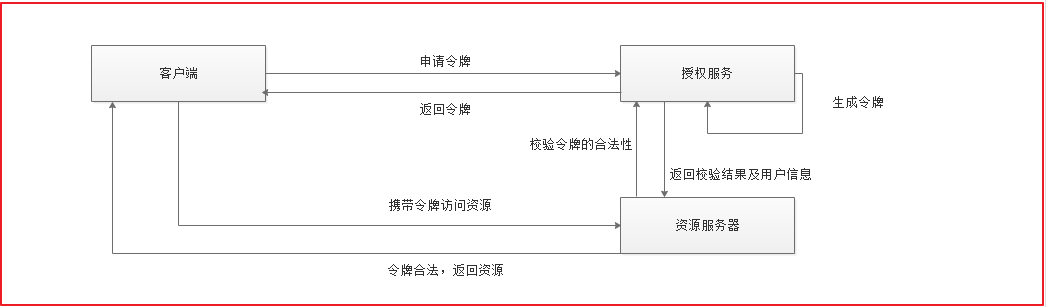 申请令牌
客户端
授权服务
生成令牌
返回令牌
校验令牌的合法性
返回校验结果及用户信息
携带令牌访问资源
资源服务器
令牌合法，返回资源